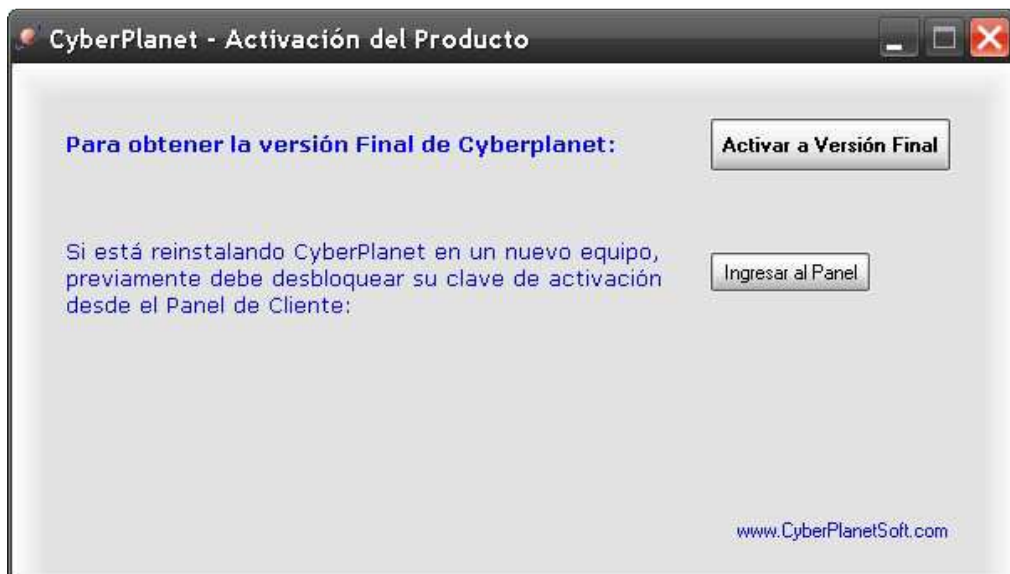 CyberPlanet - Activación del Producto
Para obtener la versión Final de Cyberplanet:
Activar a Versión Final
Si está reinstalando CyberPlanet en un nuevo equipo,
previamente debe desbloquear su clave de activación
desde el Panel de Cliente:
Ingresar al Panel
www.CyberPlanetSoft.com